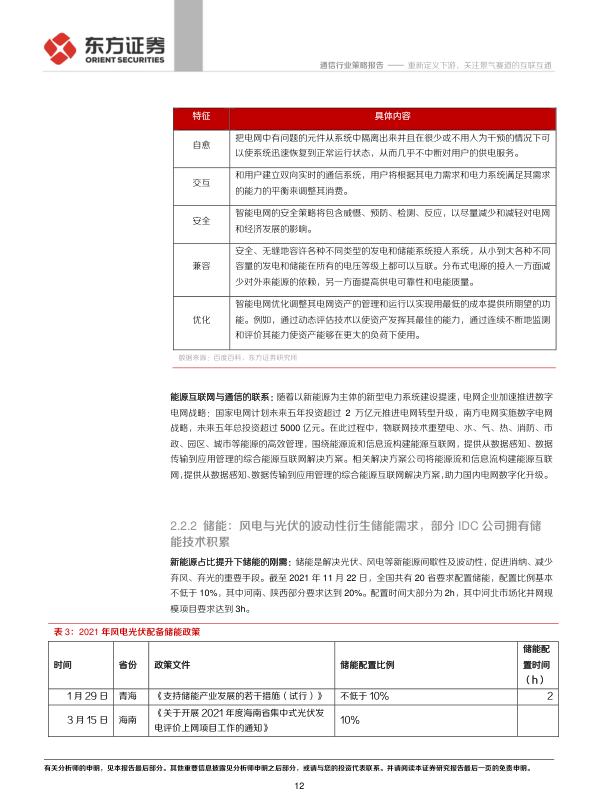 东方证券
ORIENT SECURITIES
通信行业策略报告 —— 重新定义下游，关注景气赛道的互联互通
特征 具体内容
自愈 把电网中有问题的元件从系统中隔离出来并且在很少或不用人为干预的情况下可
以使系统迅速恢复到正常运行状态，从而几乎不中断对用户的供电服务。
交互 和用户建立双向实时的通信系统，用户将根据其电力需求和电力系统满足其需求
的能力的平衡来调整其消费。
安全 智能电网的安全策略将包含威慑、预防、检测、反应，以尽量减少和减轻对电网
和经济发展的影响。
兼容 安全、无缝地容许各种不同类型的发电和储能系统接入系统，从小到大各种不同
容量的发电和储能在所有的电压等级上都可以互联。分布式电源的接入一方面减
少对外来能源的依赖，另一方面提高供电可靠性和电能质量。
优化 智能电网优化调整其电网资产的管理和运行以实现用最低的成本提供所期望的功
能。例如，通过动态评估技术以使资产发挥其最佳的能力，通过连续不断地监测
和评价其能力使资产能够在更大的负荷下使用。
数据来源：百度百科，东方证券研究所
能源互联网与通信的联系：随着以新能源为主体的新型电力系统建设提速，电网企业加速推进数字
电网战略：国家电网计划未来五年投资超过 2 万亿元推进电网转型升级，南方电网实施数字电网
战略，未来五年总投资超过 5000 亿元。在此过程中，物联网技术重塑电、水、气、热、消防、市
政、园区、城市等能源的高效管理，围绕能源流和信息流构建能源互联网，提供从数据感知、数据
传输到应用管理的综合能源互联网解决方案。相关解决方案公司将能源流和信息流构建能源互联
网，提供从数据感知、数据传输到应用管理的综合能源互联网解决方案，助力国内电网数字化升级。
2.2.2 储能：风电与光伏的波动性衍生储能需求，部分 IDC 公司拥有储
能技术积累
新能源占比提升下储能的刚需：储能是解决光伏、风电等新能源间歇性及波动性，促进消纳、减少
弃风、弃光的重要手段。截至 2021 年 11 月 22 日，全国共有 20 省要求配置储能，配置比例基本
不低于 10%，其中河南、陕西部分要求达到 20%。配置时间大部分为 2h，其中河北市场化并网规
模项目要求达到 3h。
表 3：2021 年风电光伏配备储能政策
时间 省份 政策文件 储能配置比例 储能配
置时间
（h）
1 月 29 日 青海 《支持储能产业发展的若干措施（试行）》 不低于 10% 2
3 月 15 日 海南 《关于开展 2021 年度海南省集中式光伏发
电评价上网项目工作的通知》 10%
有关分析师的申明，见本报告最后部分。其他重要信息披露见分析师申明之后部分，或请与您的投资代表联系。并请阅读本证券研究报告最后一页的免责申明。
12